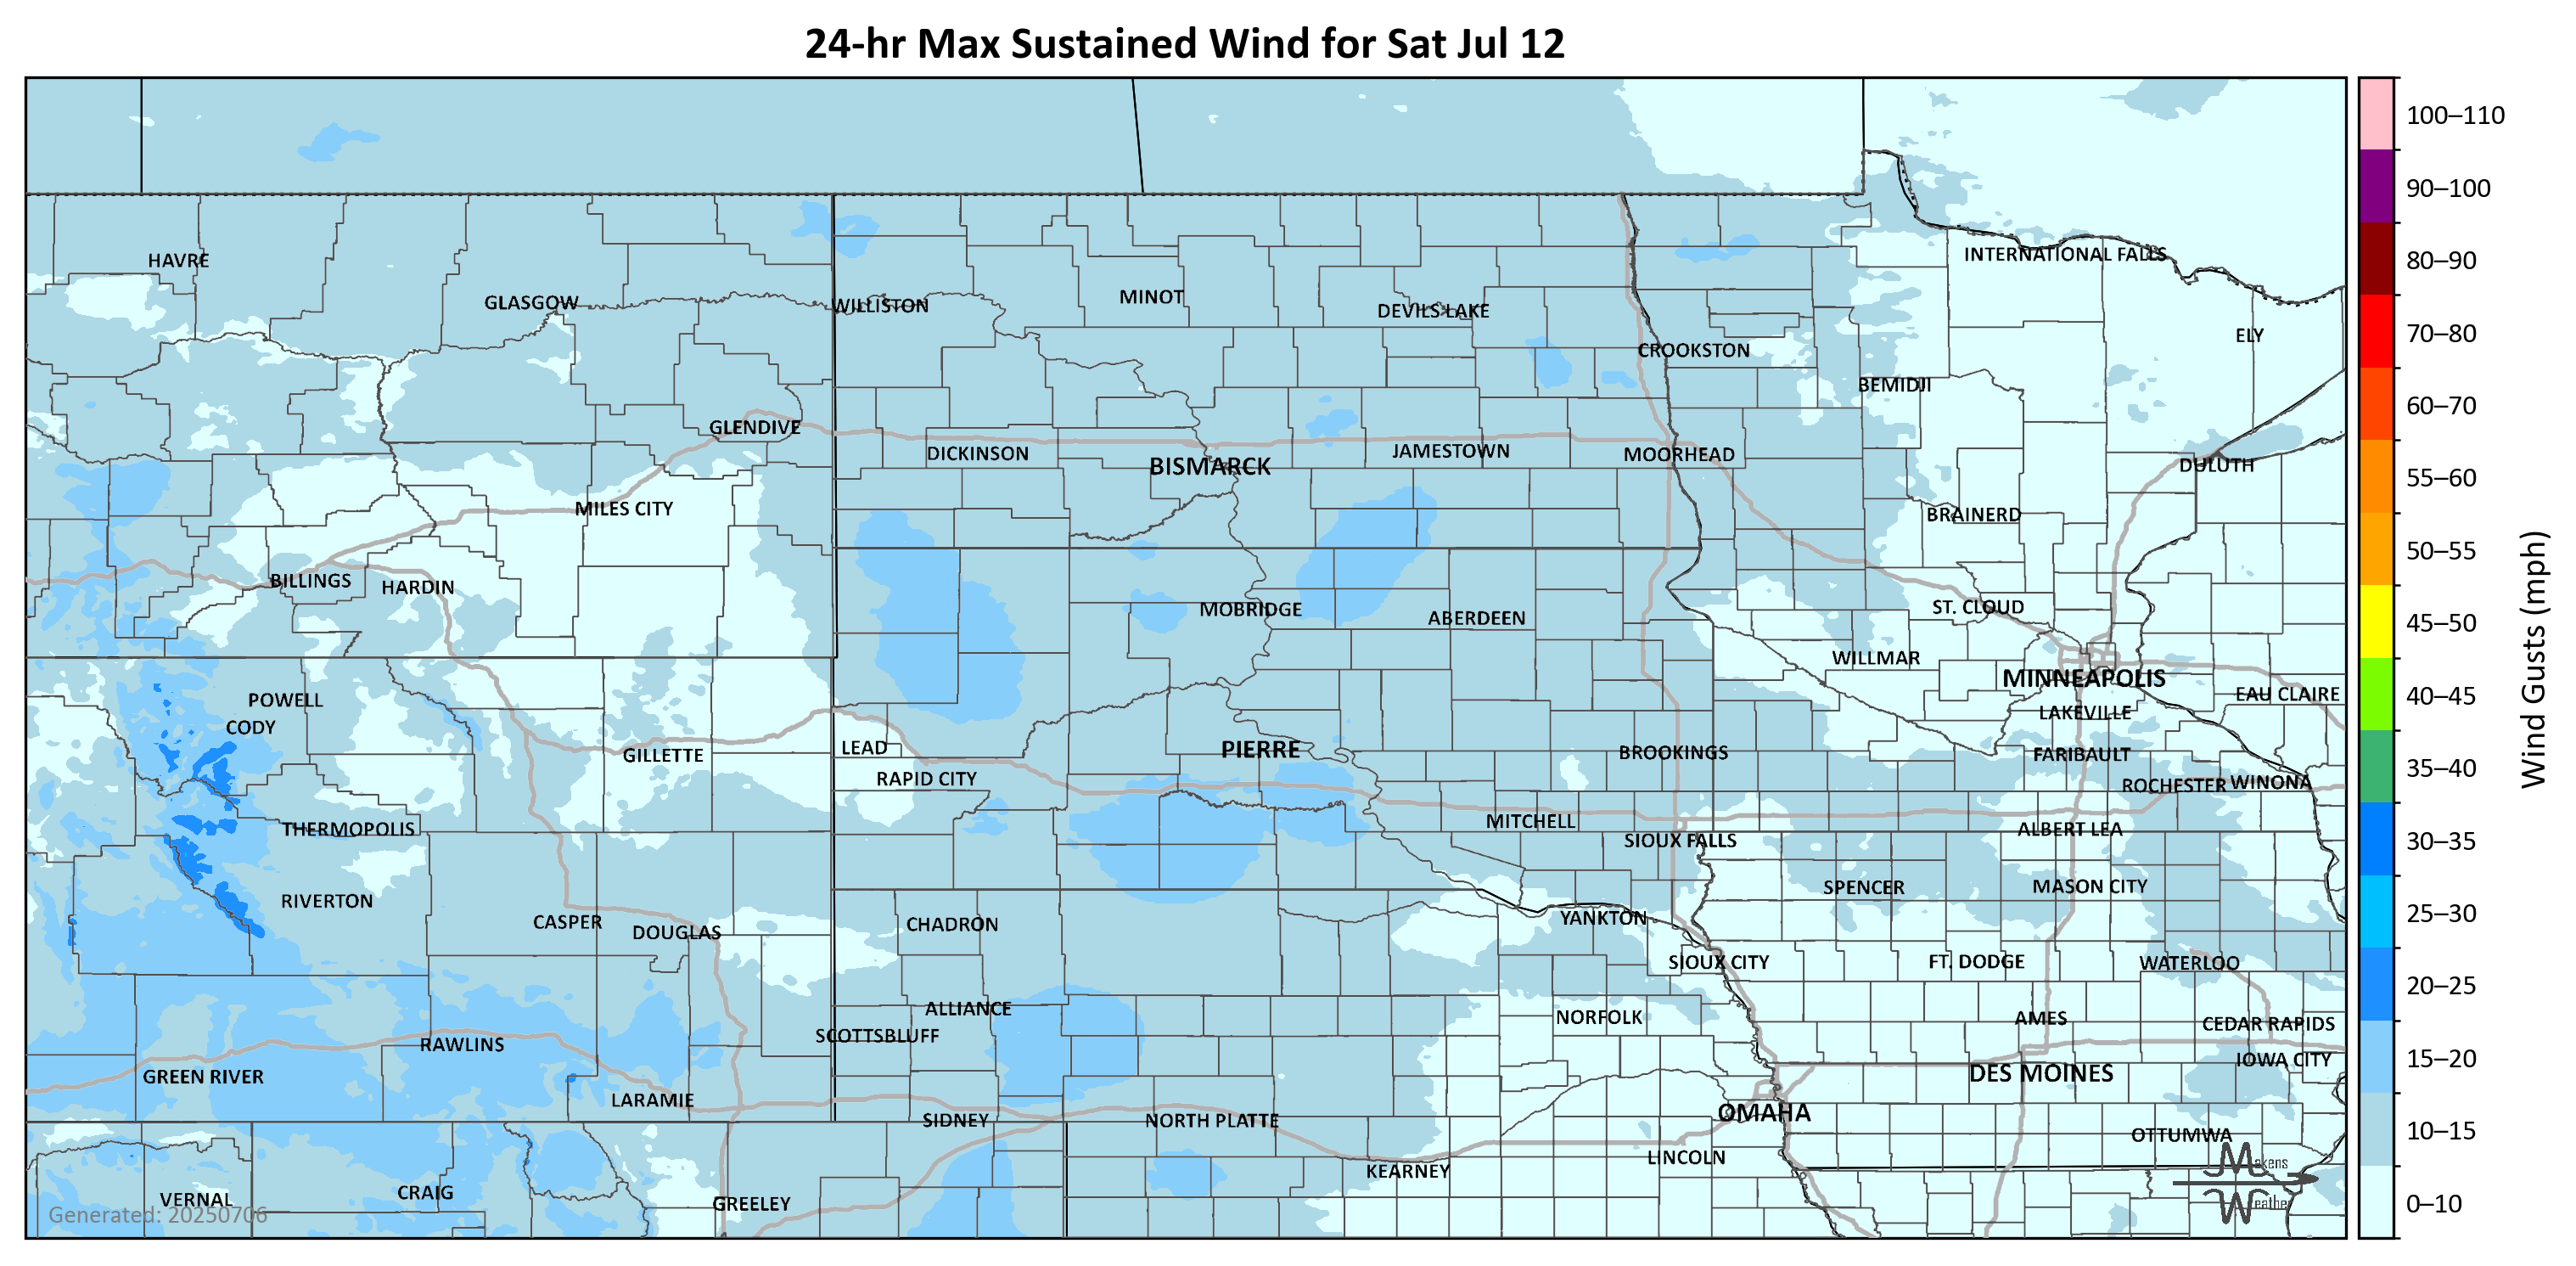 24-hr Max Sustained Wind for Sat Jul 12
100–110
90–100
80–90
70–80
60–70
55–60
50–55
45–50
40–45
35–40
30–35
25–30
20–25
15–20
10–15
0–10
Wind Gusts (mph)
HAVRE
INTERNATIONAL FALLS
GLASGOW
WILLISTON
MINOT
DEVILS LAKE
ELY
CROOKSTON
BEMIDJI
GLENDIVE
DICKINSON
BISMARCK
JAMESTOWN
MOORHEAD
DULUTH
MILES CITY
BRAINERD
BILLINGS
HARDIN
MOBRIDGE
ABERDEEN
ST. CLOUD
WILLMAR
MINNEAPOLIS
EAU CLAIRE
POWELL
CODY
LAKEVILLE
GILLETTE
LEAD
PIERRE
BROOKINGS
FARIBAULT
RAPID CITY
ROCHESTER
WINONA
THERMOPOLIS
MITCHELL
SIOUX FALLS
ALBERT LEA
RIVERTON
SPENCER
MASON CITY
CASPER
DOUGLAS
CHADRON
YANKTON
SIOUX CITY
FT. DODGE
WATERLOO
ALLIANCE
SCOTTSBLUFF
NORFOLK
AMES
CEDAR RAPIDS
RAWLINS
IOWA CITY
GREEN RIVER
DES MOINES
LARAMIE
SIDNEY
NORTH PLATTE
OMAHA
OTTUMWA
KEARNEY
LINCOLN
VERNAL
CRAIG
GREELEY
Generated: 20250706
Makens
Weather